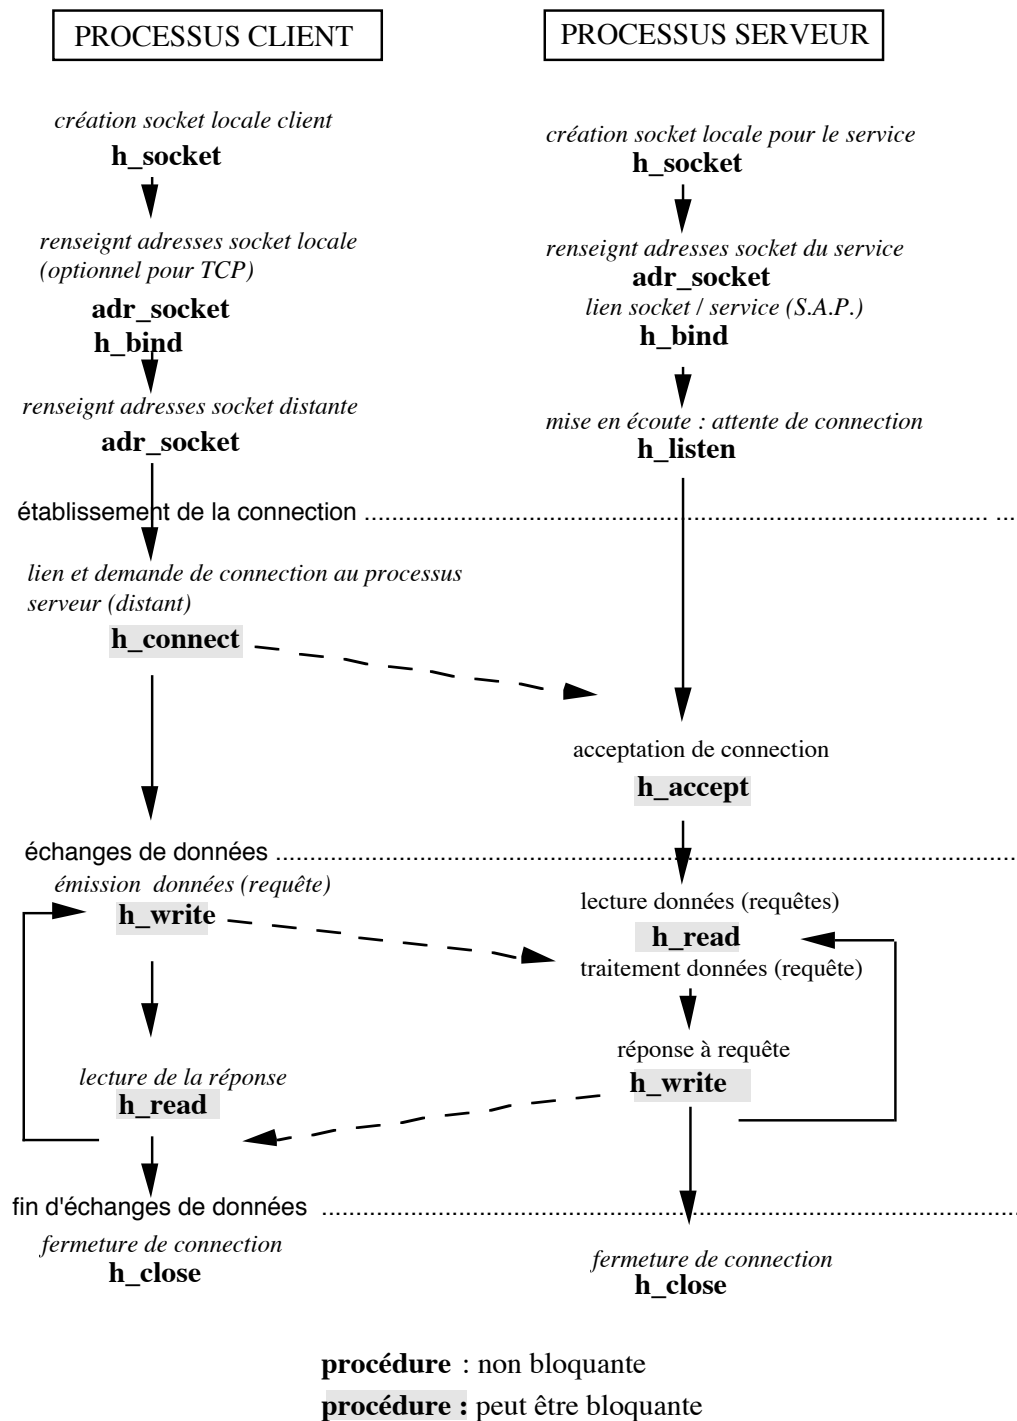 PROCESSUS CLIENT
PROCESSUS SERVEUR
création socket locale client
h_socket
création socket locale pour le service
h_socket
renseignt adresses socket locale
(optionnel pour TCP)
adr_socket
h_bind
renseignt adresses socket du service
adr_socket
lien socket / service (S.A.P.)
h_bind
renseignt adresses socket distante
adr_socket
mise en écoute : attente de connection
h_listen
établissement de la connection ............................................................................................. ...
lien et demande de connection au processus
serveur (distant)
h_connect
acceptation de connection
h_accept
échanges de données ...............................................................................................................
émission données (requête)
h_write
lecture données (requêtes)
h_read
traitement données (requête)
réponse à requête
h_write
lecture de la réponse
h_read
fin d'échanges de données ........................................................................................................
fermeture de connection
h_close
fermeture de connection
h_close
procédure : non bloquante
procédure : peut être bloquante